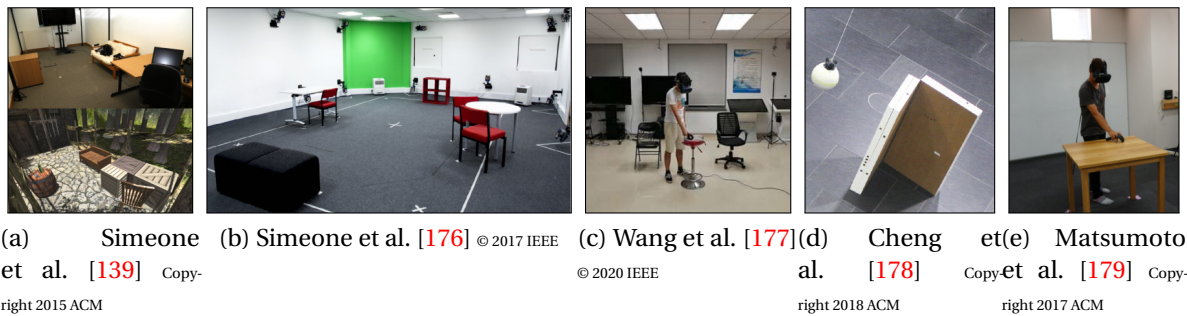 (a) Simeone et al. [139] Copy-
right 2015 ACM
(b) Simeone et al. [176] © 2017 IEEE
(c) Wang et al. [177]
© 2020 IEEE
(d) Cheng et
al. [178] Copy-
right 2018 ACM
(e) Matsumoto
et al. [179] Copy-
right 2017 ACM